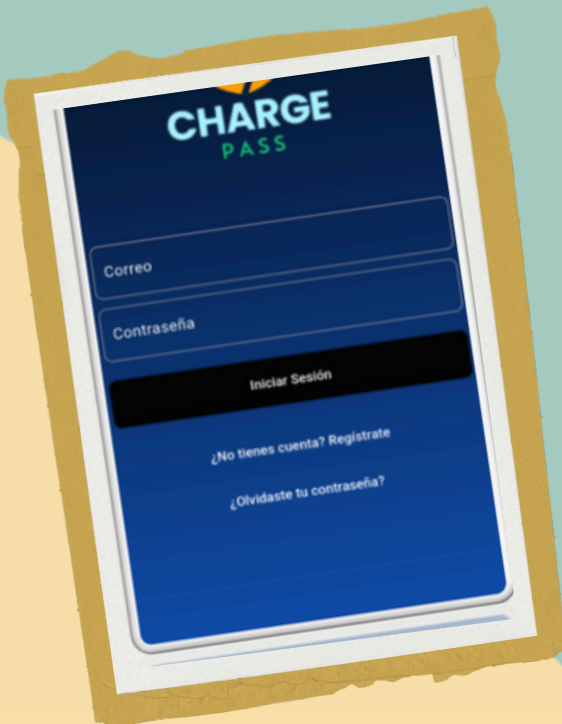 CHARGE
PASS
Correo
Contraseña
Iniciar Sesión
¿No tienes cuenta? Regístrate
¿Olvidaste tu contraseña?